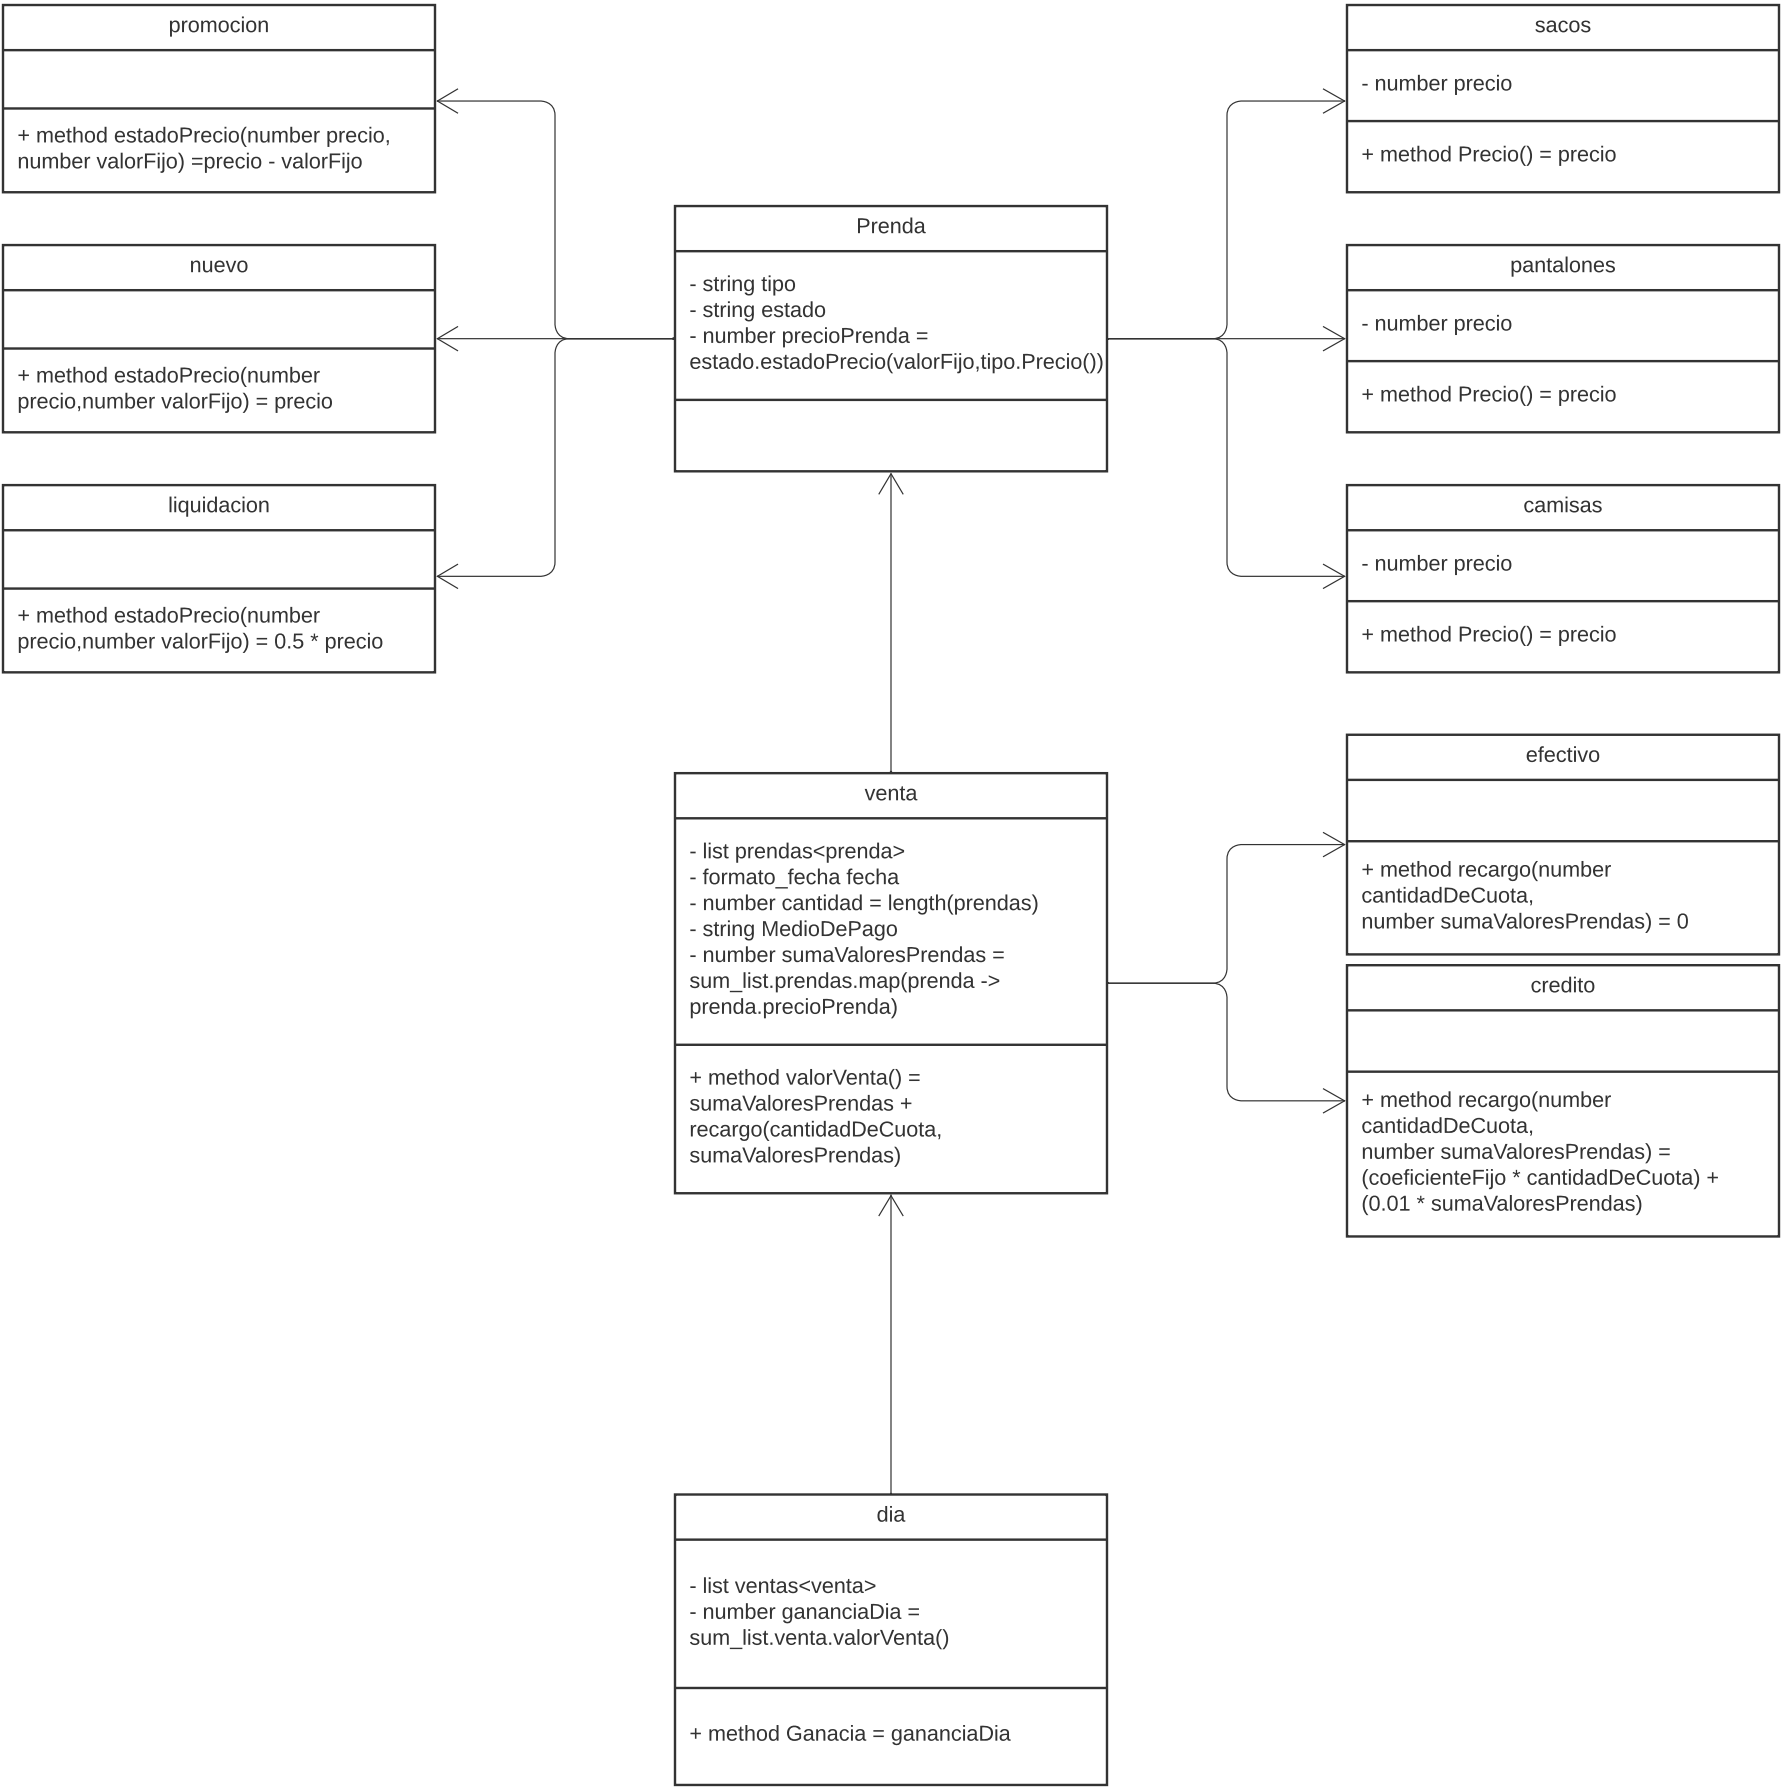 promocion
+ method estadoPrecio(number precio,
number valorFijo) =precio - valorFijo
nuevo
+ method estadoPrecio(number
precio,number valorFijo) = precio
liquidacion
+ method estadoPrecio(number
precio,number valorFijo) = 0.5 * precio
Prenda
- string tipo
- string estado
- number precioPrenda =
estado.estadoPrecio(valorFijo,tipo.Precio())
sacos
- number precio
+ method Precio() = precio
pantalones
- number precio
+ method Precio() = precio
camisas
- number precio
+ method Precio() = precio
venta
- list prendas<prenda>
- formato_fecha fecha
- number cantidad = length(prendas)
- string MedioDePago
- number sumaValoresPrendas =
sum_list.prendas.map(prenda ->
prenda.precioPrenda)
+ method valorVenta() =
sumaValoresPrendas +
recargo(cantidadDeCuota,
sumaValoresPrendas)
efectivo
+ method recargo(number
cantidadDeCuota,
number sumaValoresPrendas) = 0
credito
+ method recargo(number
cantidadDeCuota,
number sumaValoresPrendas) =
(coeficienteFijo * cantidadDeCuota) +
(0.01 * sumaValoresPrendas)
dia
- list ventas<venta>
- number gananciaDia =
sum_list.venta.valorVenta()
+ method Ganacia = gananciaDia